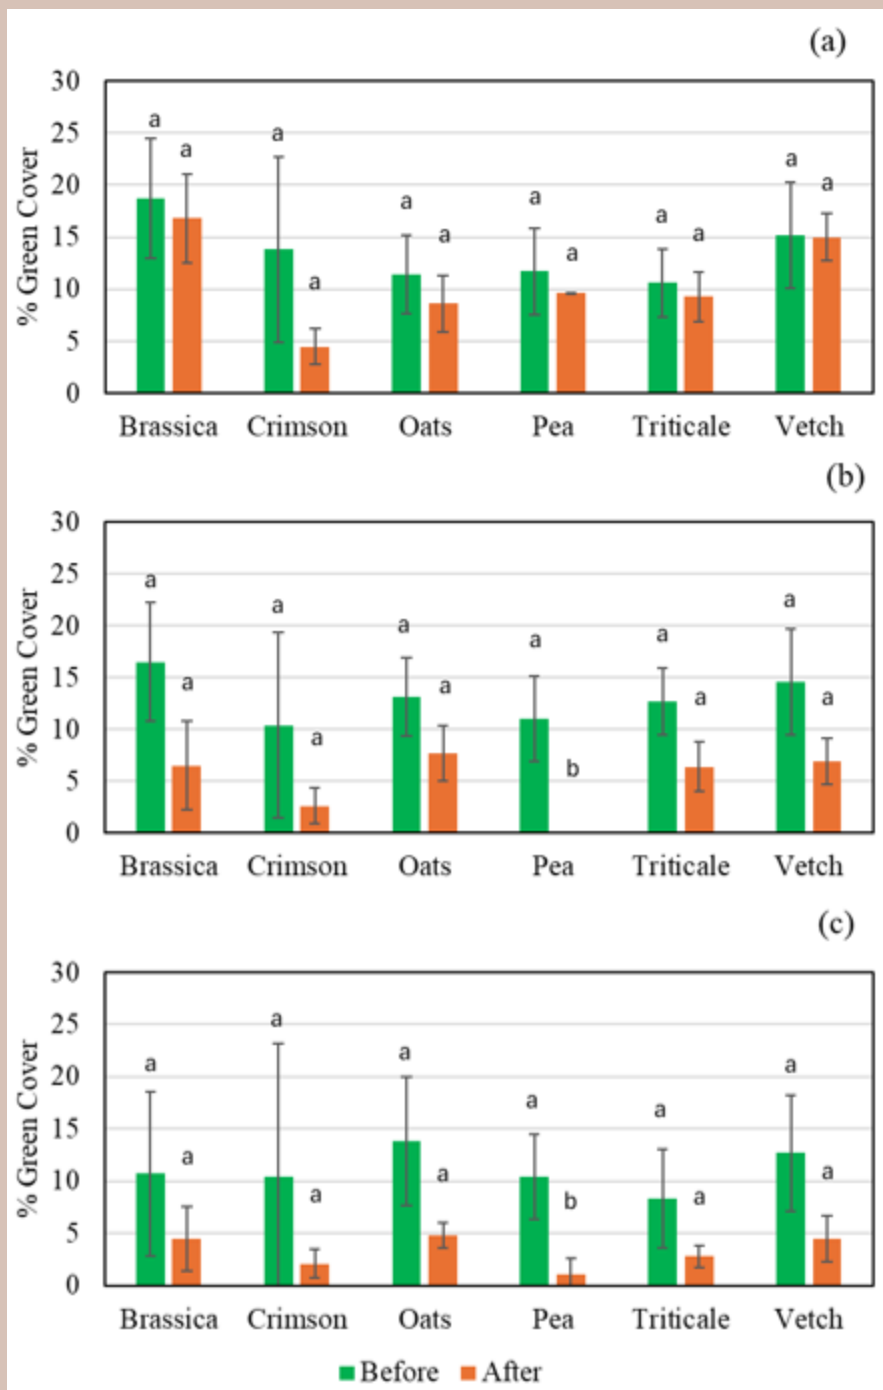 (a)
% Green Cover
30
25
20
15
10
5
0
a a a a a a a a a a a a
Brassica Crimson Oats Pea Triticale Vetch
(b)
% Green Cover
30
25
20
15
10
5
0
a a a a a a a b a a a a
Brassica Crimson Oats Pea Triticale Vetch
(c)
% Green Cover
30
25
20
15
10
5
0
a a a a a a a b a a a a
Brassica Crimson Oats Pea Triticale Vetch
Before After